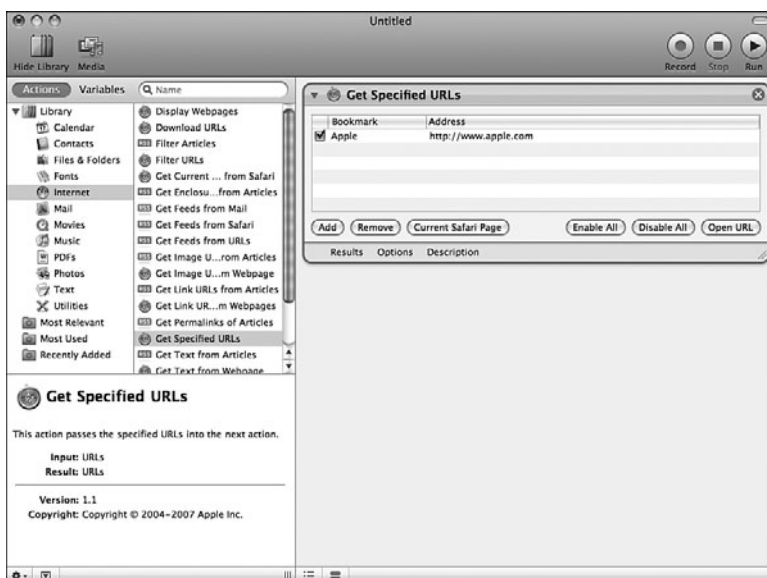 Untitled
Hide Library Media
Record Stop Run
Actions Variables Name
Library
Calendar
Contacts
Files & Folders
Fonts
Internet
Mail
Movies
Music
PDFs
Photos
Text
Utilities
Most Relevant
Most Used
Recently Added
Display Webpages
Download URLs
Filter Articles
Filter URLs
Get Current ... from Safari
Get Enclosu...from Articles
Get Feeds from Mail
Get Feeds from Safari
Get Feeds from URLs
Get Image U...rom Articles
Get Image U...m Webpage
Get Link URLs from Articles
Get Link UR...m Webpages
Get Permalinks of Articles
Get Specified URLs
Get Text from Articles
Get Text from Webpage
Get Specified URLs
This action passes the specified URLs into the next action.
Input: URLs
Result: URLs
Version: 1.1
Copyright: Copyright © 2004–2007 Apple Inc.
Get Specified URLs
Bookmark Address
Apple http://www.apple.com
Add Remove Current Safari Page Enable All Disable All Open URL
Results Options Description